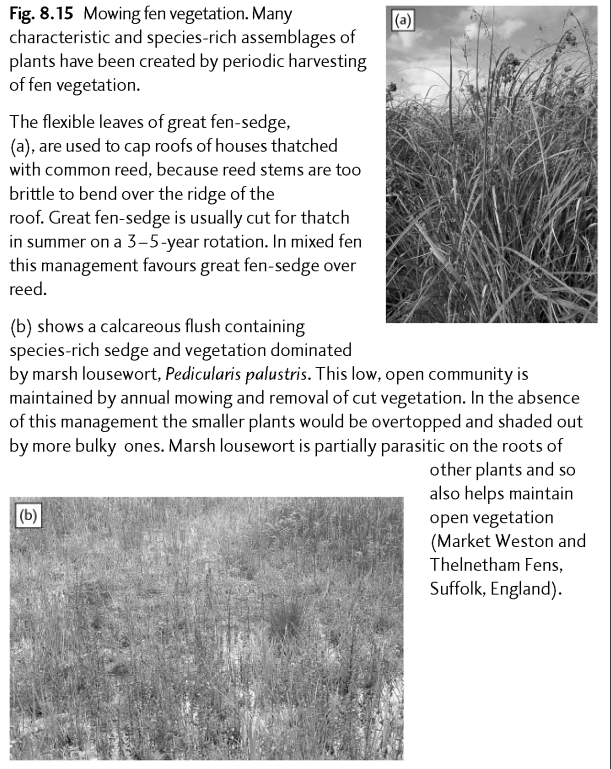 Fig. 8.15 Mowing fen vegetation. Many
characteristic and species-rich assemblages of
plants have been created by periodic harvesting
of fen vegetation.
(a)
The flexible leaves of great fen-sedge,
(a), are used to cap roofs of houses thatched
with common reed, because reed stems are too
brittle to bend over the ridge of the
roof. Great fen-sedge is usually cut for thatch
in summer on a 3–5-year rotation. In mixed fen
this management favours great fen-sedge over
reed.
(b) shows a calcareous flush containing
species-rich sedge and vegetation dominated
by marsh lousewort, Pedicularis palustris. This low, open community is
maintained by annual mowing and removal of cut vegetation. In the absence
of this management the smaller plants would be overtopped and shaded out
by more bulky ones. Marsh lousewort is partially parasitic on the roots of
other plants and so
also helps maintain
open vegetation
(Market Weston and
Thelnetham Fens,
Suffolk, England).
(b)